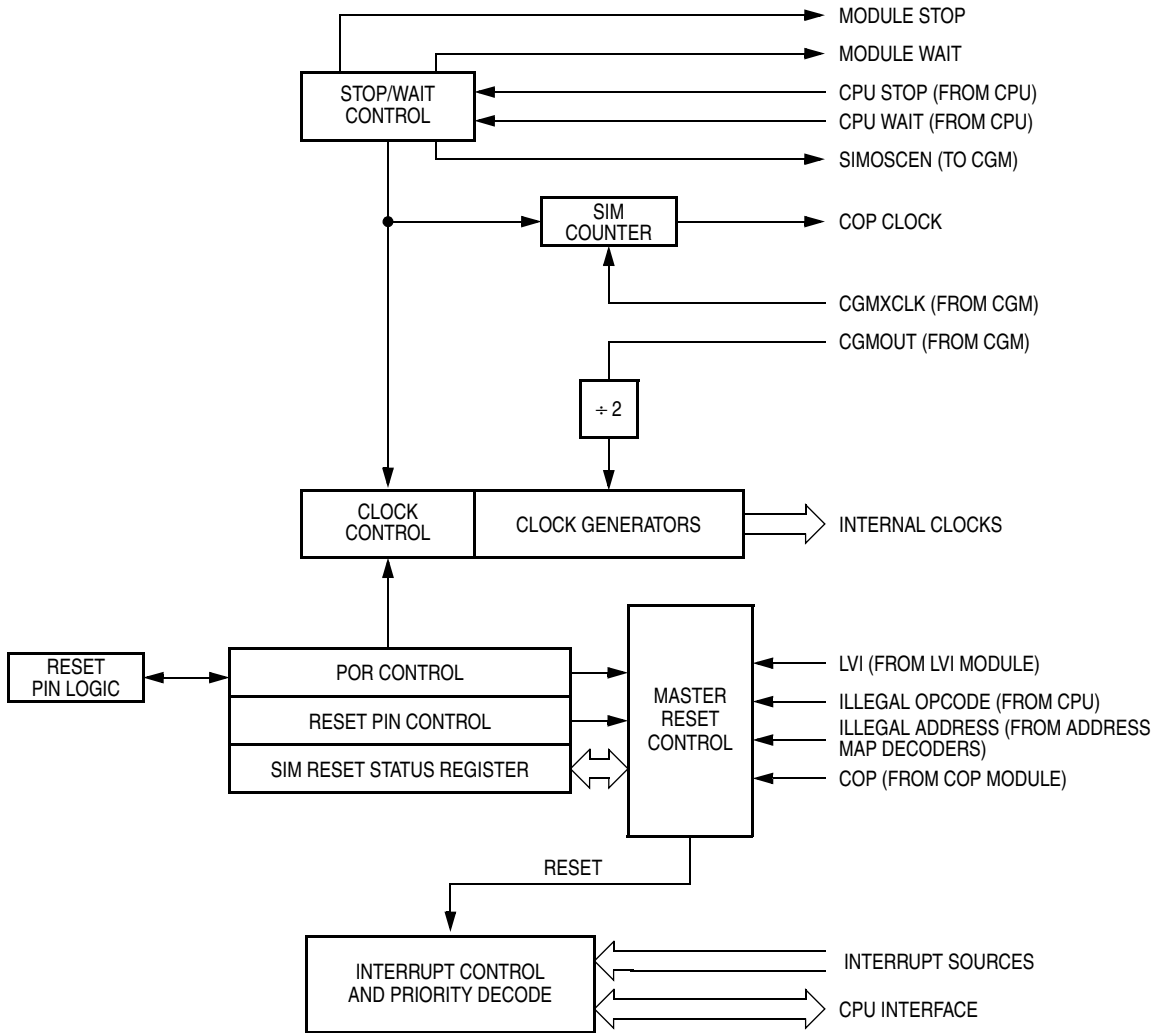 MODULE STOP
MODULE WAIT
STOP/WAIT
CONTROL
CPU STOP (FROM CPU)
CPU WAIT (FROM CPU)
SIMOSCEN (TO CGM)
SIM
COUNTER
COP CLOCK
CGMXCLK (FROM CGM)
CGMOUT (FROM CGM)
÷ 2
CLOCK
CONTROL
CLOCK GENERATORS
INTERNAL CLOCKS
RESET
PIN LOGIC
POR CONTROL
RESET PIN CONTROL
SIM RESET STATUS REGISTER
MASTER
RESET
CONTROL
LVI (FROM LVI MODULE)
ILLEGAL OPCODE (FROM CPU)
ILLEGAL ADDRESS (FROM ADDRESS
MAP DECODERS)
COP (FROM COP MODULE)
RESET
INTERRUPT CONTROL
AND PRIORITY DECODE
INTERRUPT SOURCES
CPU INTERFACE